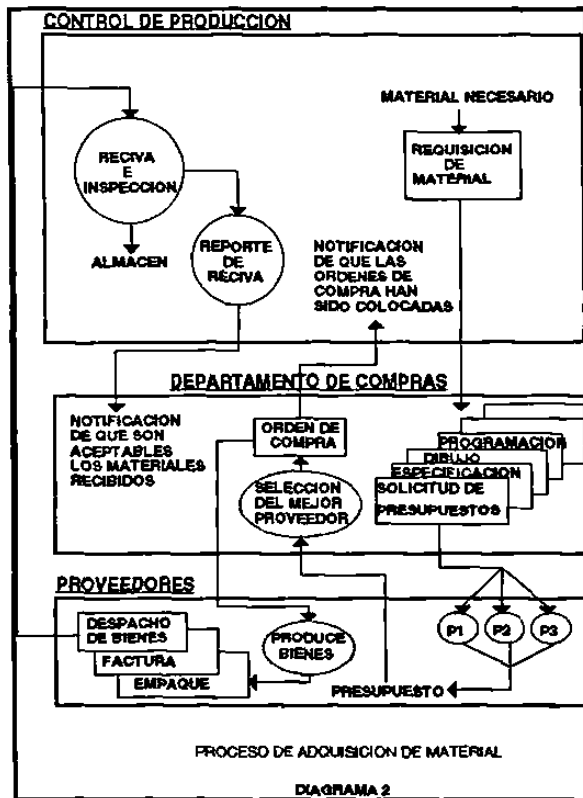 CONTROL DE PRODUCCION
MATERIAL NECESARIO
RECIVA
E
INSPECCION
REQUISICION
DE
MATERIAL
ALMACEN
REPORTE
DE
RECIVA
NOTIFICACION
DE QUE LAS
ORDENES DE
COMPRA HAN
SIDO COLOCADAS
DEPARTAMENTO DE COMPRAS
NOTIFICACION
DE QUE SON
ACEPTABLES
LOS MATERIALES
RECIBIDOS
ORDEN DE
COMPRA
SELECCION
DEL MEJOR
PROVEEDOR
PROGRAMACION
DIBUJO
ESPECIFICACION
SOLICITUD DE
PRESUPUESTOS
PROVEEDORES
DESPACHO
DE BIENES
FACTURA
EMPAQUE
PRODUCE
BIENES
P1
P2
P3
PRESUPUESTO
PROCESO DE ADQUISICION DE MATERIAL
DIAGRAMA 2